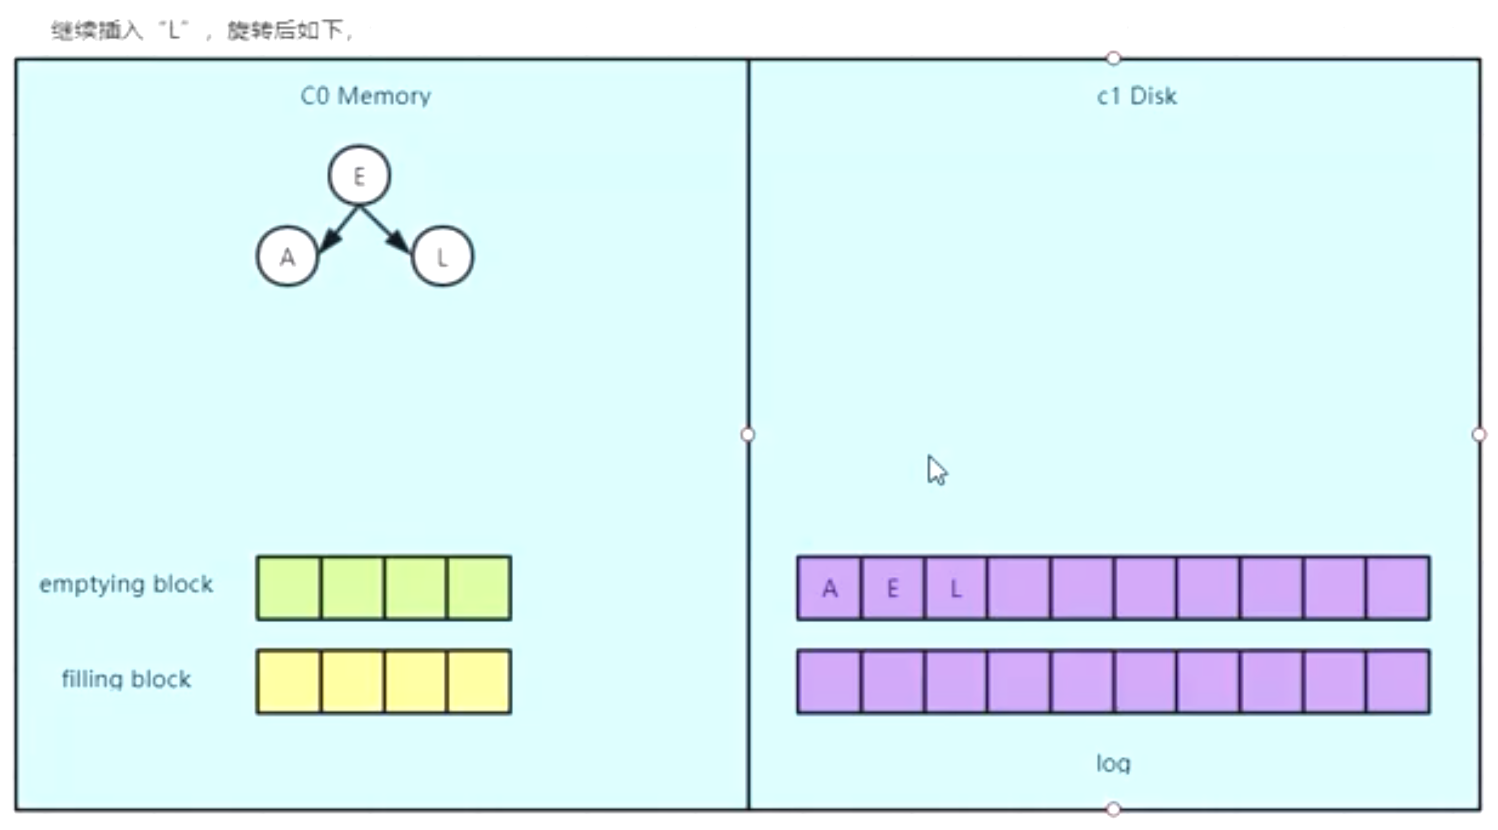 继续插入“L”，旋转后如下，
C0 Memory
c1 Disk
E
A
L
emptying block
A E L
filling block
log